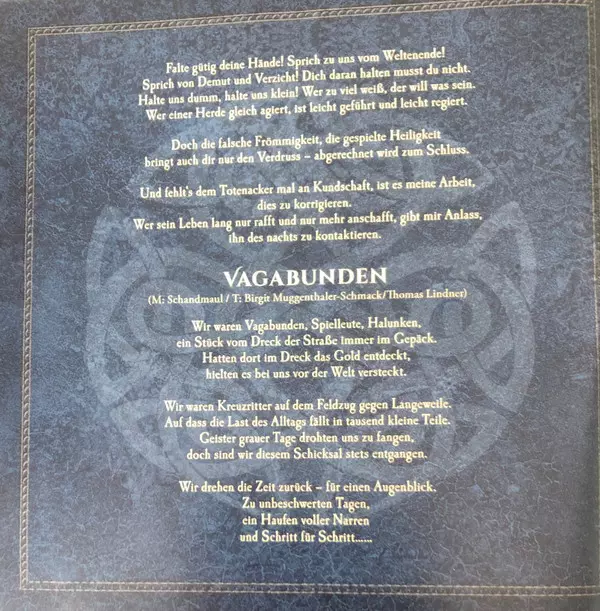 Falte gütig deine Hände! Sprich zu uns vom Weltenende!
Sprich von Demut und Verzicht! Dich daran halten musst du nicht.
Halte uns dumm, halte uns klein! Wer zu viel weiß, der will was sein.
Wer einer Herde gleich agiert, ist leicht geführt und leicht regiert.
Doch die falsche Frömmigkeit, die gespielte Heiligkeit
bringt auch dir nur den Verdruss – abgerechnet wird zum Schluss.
Und fehlt's dem Totenacker mal an Kundschaft, ist es meine Arbeit,
dies zu korrigieren.
Wer sein Leben lang nur rafft und nur mehr anschafft, gibt mir Anlass,
ihn des nachts zu kontaktieren.
VAGABUNDEN
(M: Schandmaul / T: Birgit Muggenthaler-Schmack/Thomas Lindner)
Wir waren Vagabunden, Spielleute, Halunken,
ein Stück vom Dreck der Straße immer im Gepäck.
Hatten dort im Dreck das Gold entdeckt,
hielten es bei uns vor der Welt versteckt.
Wir waren Kreuzritter auf dem Feldzug gegen Langeweile.
Auf dass die Last des Alltags fällt in tausend kleine Teile.
Geister grauer Tage drohten uns zu fangen,
doch sind wir diesem Schicksal stets entgangen.
Wir drehen die Zeit zurück – für einen Augenblick.
Zu unbeschwerten Tagen,
ein Haufen voller Narren
und Schritt für Schritt......